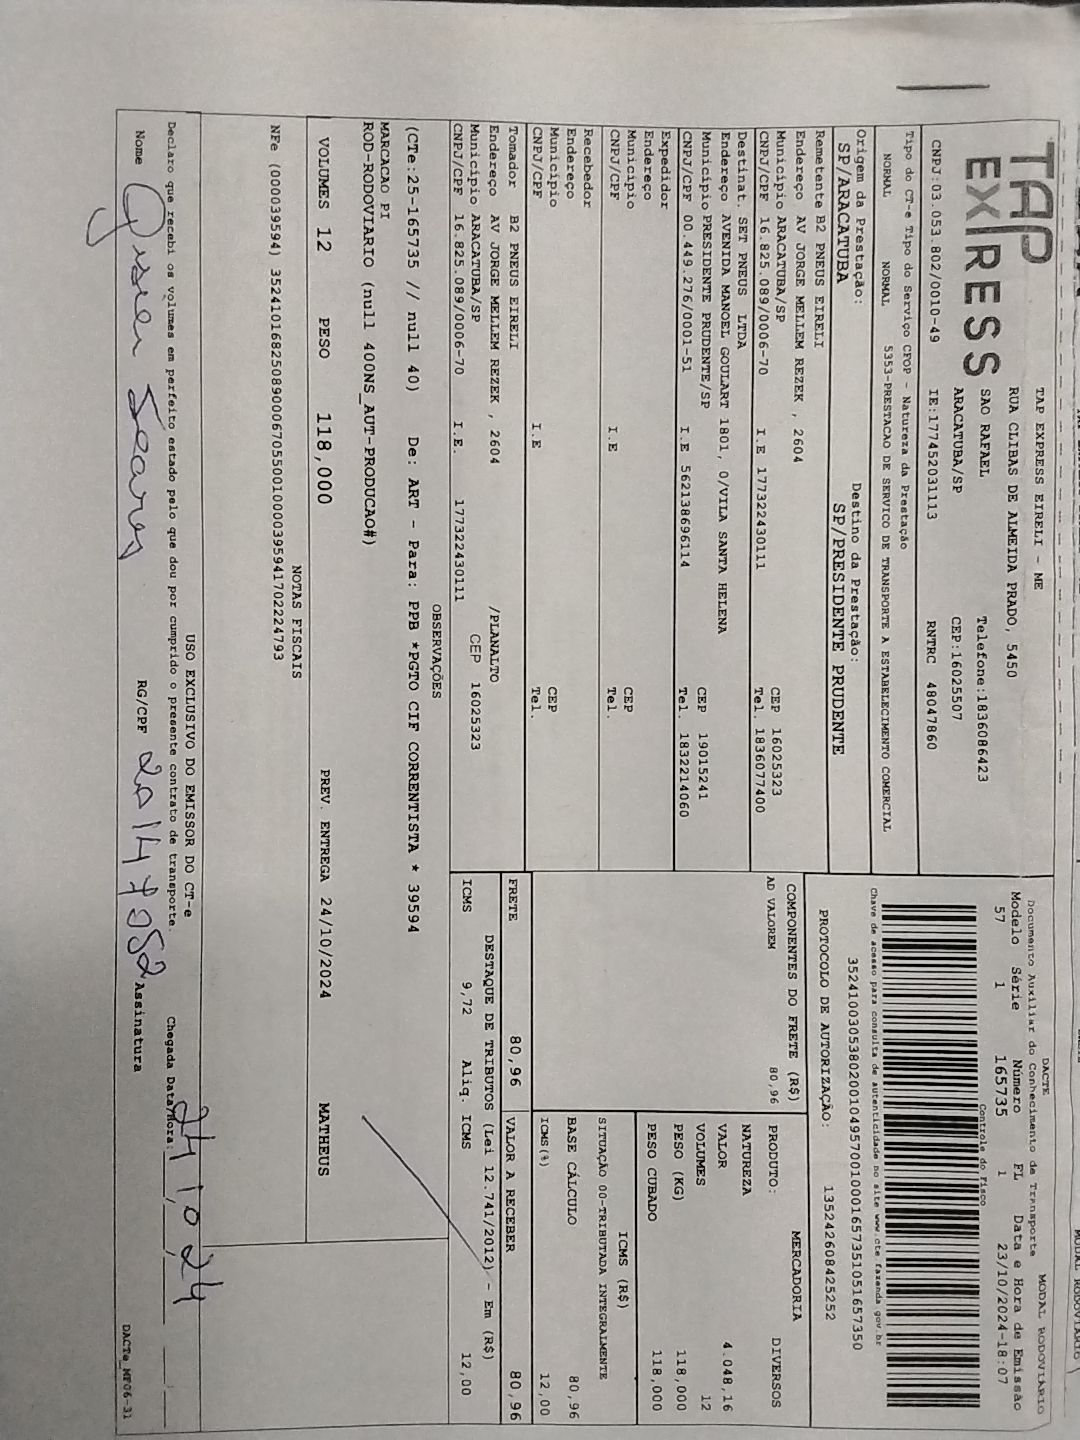 TAP EXPRESS
TAP EXPRESS EIRELI - ME
RUA CLIBAS DE ALMEIDA PRADO, 5450
SAO RAFAEL Telefone:1836086423
ARACATUBA/SP CEP:16025507
CNPJ:03.053.802/0010-49 IE:177452031113 RNTRC 48047860
Tipo do CT-e Tipo do Serviço CFOP - Natureza da Prestação
NORMAL NORMAL 5353-PRESTACAO DE SERVICO DE TRANSPORTE A ESTABELECIMENTO COMERCIAL
Origem da Prestação: Destino da Prestação:
SP/ARACATUBA SP/PRESIDENTE PRUDENTE
Remetente B2 PNEUS EIRELI
Endereço AV JORGE MELLEM REZEK , 2604
Município ARACATUBA/SP CEP 16025323
CNPJ/CPF 16.825.089/0006-70 I.E 177322430111 Tel. 1836077400
Destinat. SET PNEUS LTDA
Endereço AVENIDA MANOEL GOULART 1801, 0/VILA SANTA HELENA
Município PRESIDENTE PRUDENTE/SP CEP 19015241
CNPJ/CPF 00.449.276/0001-51 I.E 562138696114 Tel. 1832214060
Expedidor
Endereço
Município CEP
CNPJ/CPF I.E Tel.
Recebedor
Endereço
Município CEP
CNPJ/CPF I.E Tel.
Tomador B2 PNEUS EIRELI
Endereço AV JORGE MELLEM REZEK , 2604 /PLANALTO
Município ARACATUBA/SP CEP 16025323
CNPJ/CPF 16.825.089/0006-70 I.E. 177322430111
MODAL RODOVIÁRIO
DACTE MODAL RODOVIÁRIO
Documento Auxiliar do Conhecimento de Transporte
Modelo Série Número FL Data e Hora de Emissão
57 1 165735 1 23/10/2024-18:07
Controle do Fisco
Chave de acesso para consulta de autenticidade no site www.cte.fazenda.gov.br
35241003053802001049570010001657351051657350
PROTOCOLO DE AUTORIZAÇÃO: 135242608425252
COMPONENTES DO FRETE (R$)
AD VALOREM 80,96
MERCADORIA
PRODUTO: DIVERSOS
NATUREZA
VALOR 4.048,16
VOLUMES 12
PESO (KG) 118,000
PESO CUBADO 118,000
ICMS (R$)
SITUAÇÃO 00-TRIBUTADA INTEGRALMENTE
BASE CÁLCULO 80,96
ICMS(%) 12,00
FRETE 80,96 VALOR A RECEBER 80,96
DESTAQUE DE TRIBUTOS (Lei 12.741/2012) - Em (R$)
ICMS 9,72 Aliq. ICMS 12,00
OBSERVAÇÕES
(CTe:25-165735 // null 40) De: ART - Para: PPB *PGTO CIF CORRENTISTA * 39594
MARCACAO PI
ROD-RODOVIARIO (null 400NS_AUT-PRODUCAO#)
VOLUMES 12 PESO 118,000 PREV. ENTREGA 24/10/2024 MATHEUS
NOTAS FISCAIS
NFe (00039594) 35241016825089000670550010000395941702224793
USO EXCLUSIVO DO EMISSOR DO CT-e
Declaro que recebi os volumes em perfeito estado pelo que dou por cumprido o presente contrato de transporte. Chegada Data/Hora: 24 10 24
Nome Gisen Soares RG/CPF Assinatura
DACTe_MF06-31